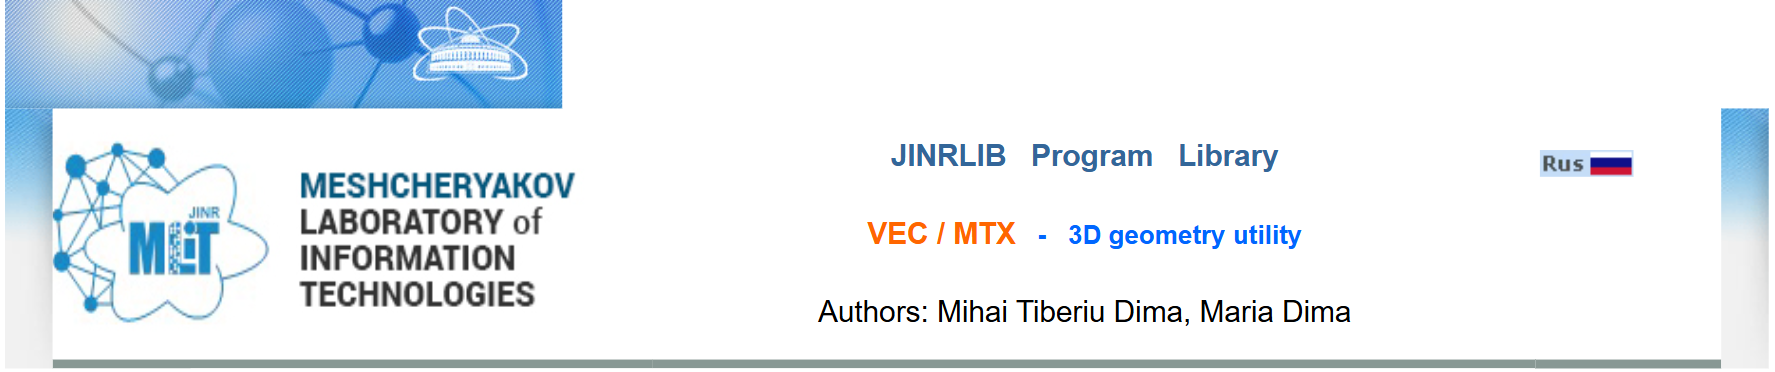 JINR
MLIT
MESHCHERYAKOV
LABORATORY of
INFORMATION
TECHNOLOGIES
JINRLIB Program Library
VEC / MTX - 3D geometry utility
Authors: Mihai Tiberiu Dima, Maria Dima
Rus